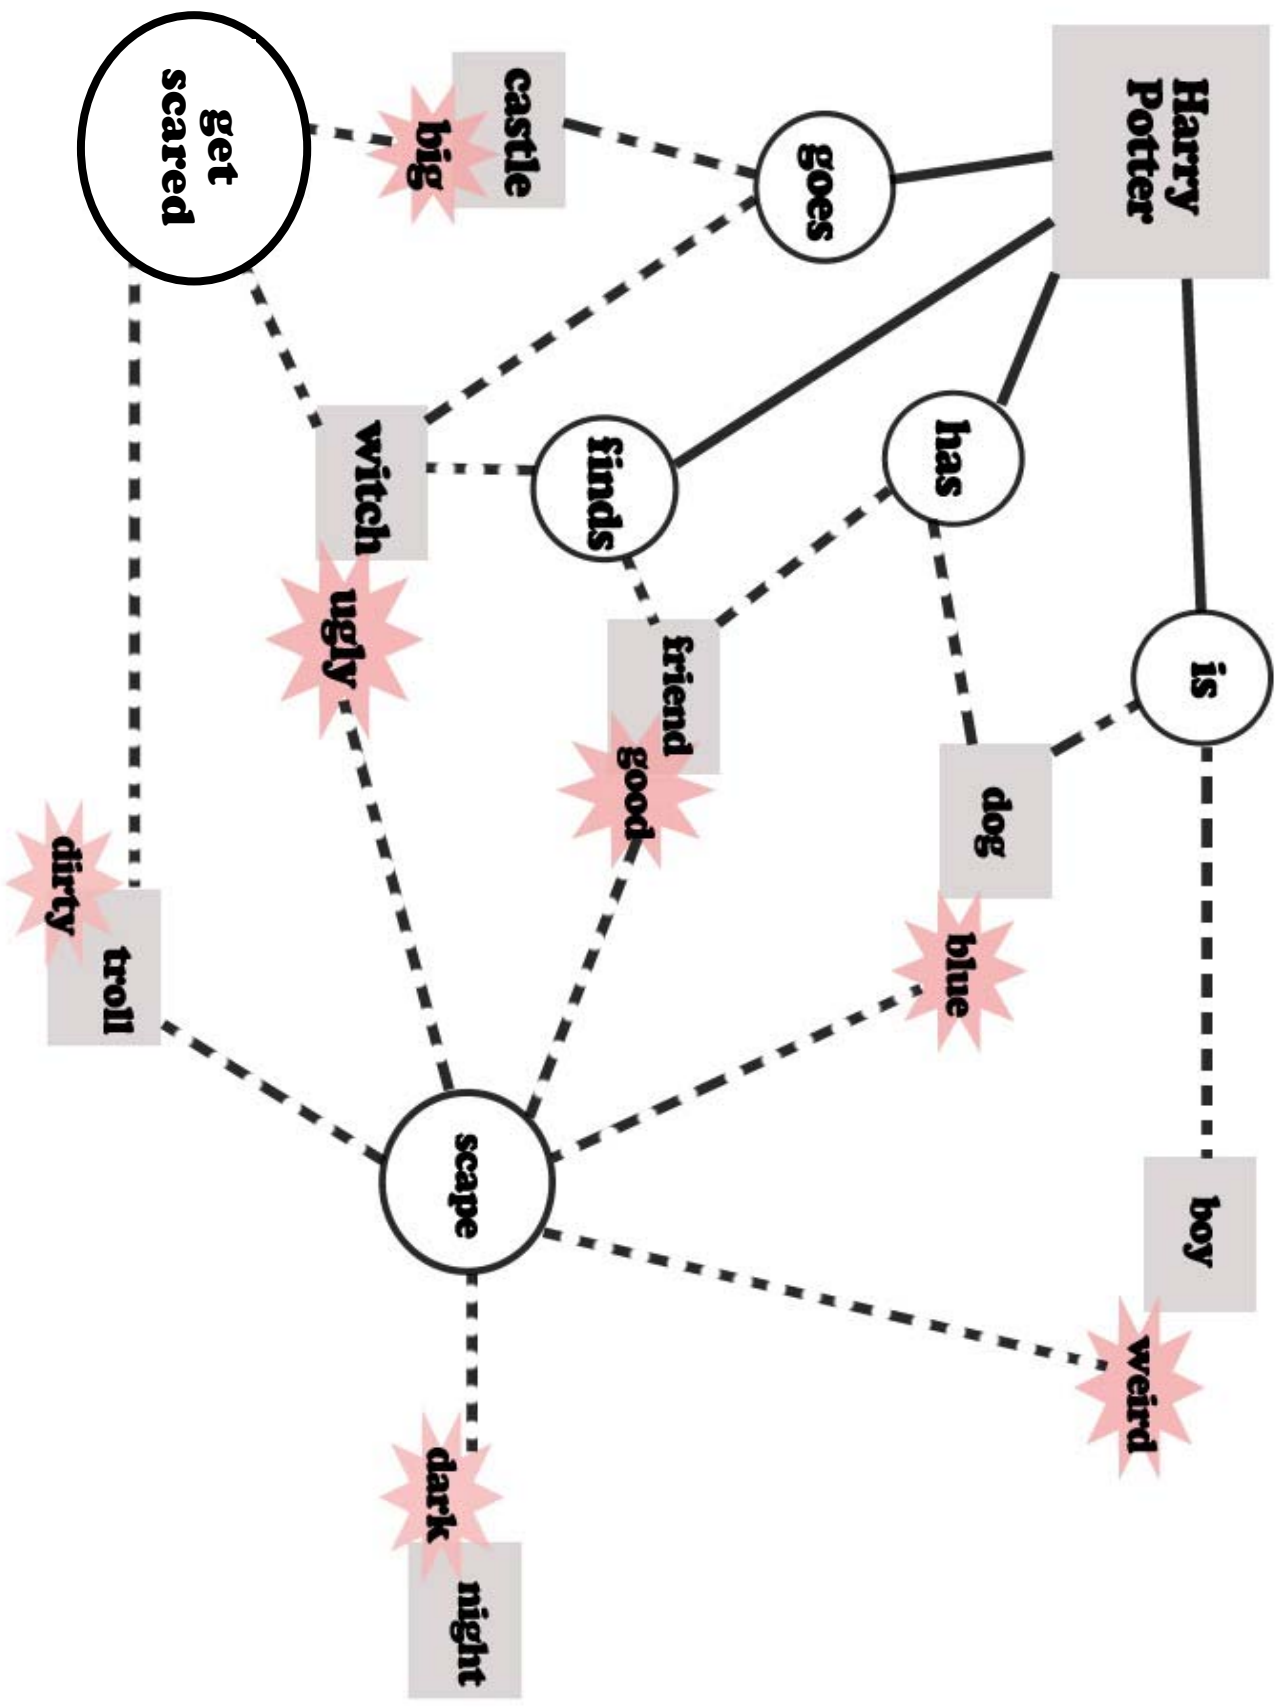 Harry
Potter
is
boy
weird
has
dog
blue
goes
finds
friend
good
castle
big
witch
ugly
scape
dark
night
get
scared
dirty
troll